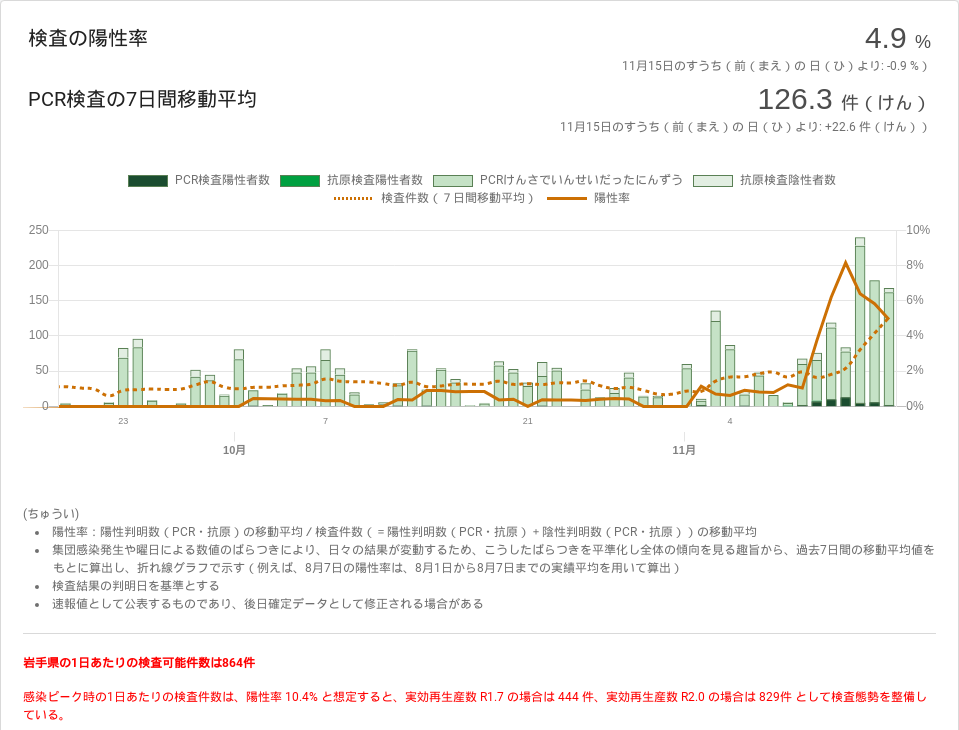 検査の陽性率
4.9 %
11月15日のすうち（前（まえ）の 日（ひ）より: -0.9 % ）
PCR検査の7日間移動平均
126.3 件（けん）
11月15日のすうち（前（まえ）の 日（ひ）より: +22.6 件（けん））
PCR検査陽性者数 抗原検査陽性者数 PCRけんさでいんせいだったにんずう 抗原検査陰性者数
検査件数（７日間移動平均） 陽性率
250 10%
200 8%
150 6%
100 4%
50 2%
0 0%
23 7 21 4
10月 11月
(ちゅうい)
• 陽性率：陽性判明数（PCR・抗原）の移動平均 / 検査件数（ = 陽性判明数（PCR・抗原）+ 陰性判明数（PCR・抗原））の移動平均
• 集団感染発生や曜日による数値のばらつきにより、日々の結果が変動するため、こうしたばらつきを平準化し全体の傾向を見る趣旨から、過去7日間の移動平均値を
もとに算出し、折れ線グラフで示す（例えば、8月7日の陽性率は、8月1日から8月7日までの実績平均を用いて算出）
• 検査結果の判明日を基準とする
• 速報値として公表するものであり、後日確定データとして修正される場合がある
岩手県の1日あたりの検査可能件数は864件
感染ピーク時の1日あたりの検査件数は、陽性率 10.4% と想定すると、実効再生産数 R1.7 の場合は 444 件、実効再生産数 R2.0 の場合は 829件 として検査態勢を整備し
ている。